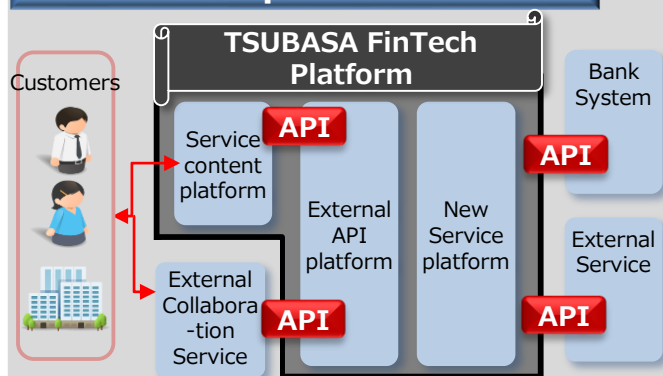 TSUBASA FinTech
Platform
Customers
Service
content
platform
API
External
API
platform
New
Service
platform
Bank
System
API
External
Collabora
-tion
Service
API
External
Service
API